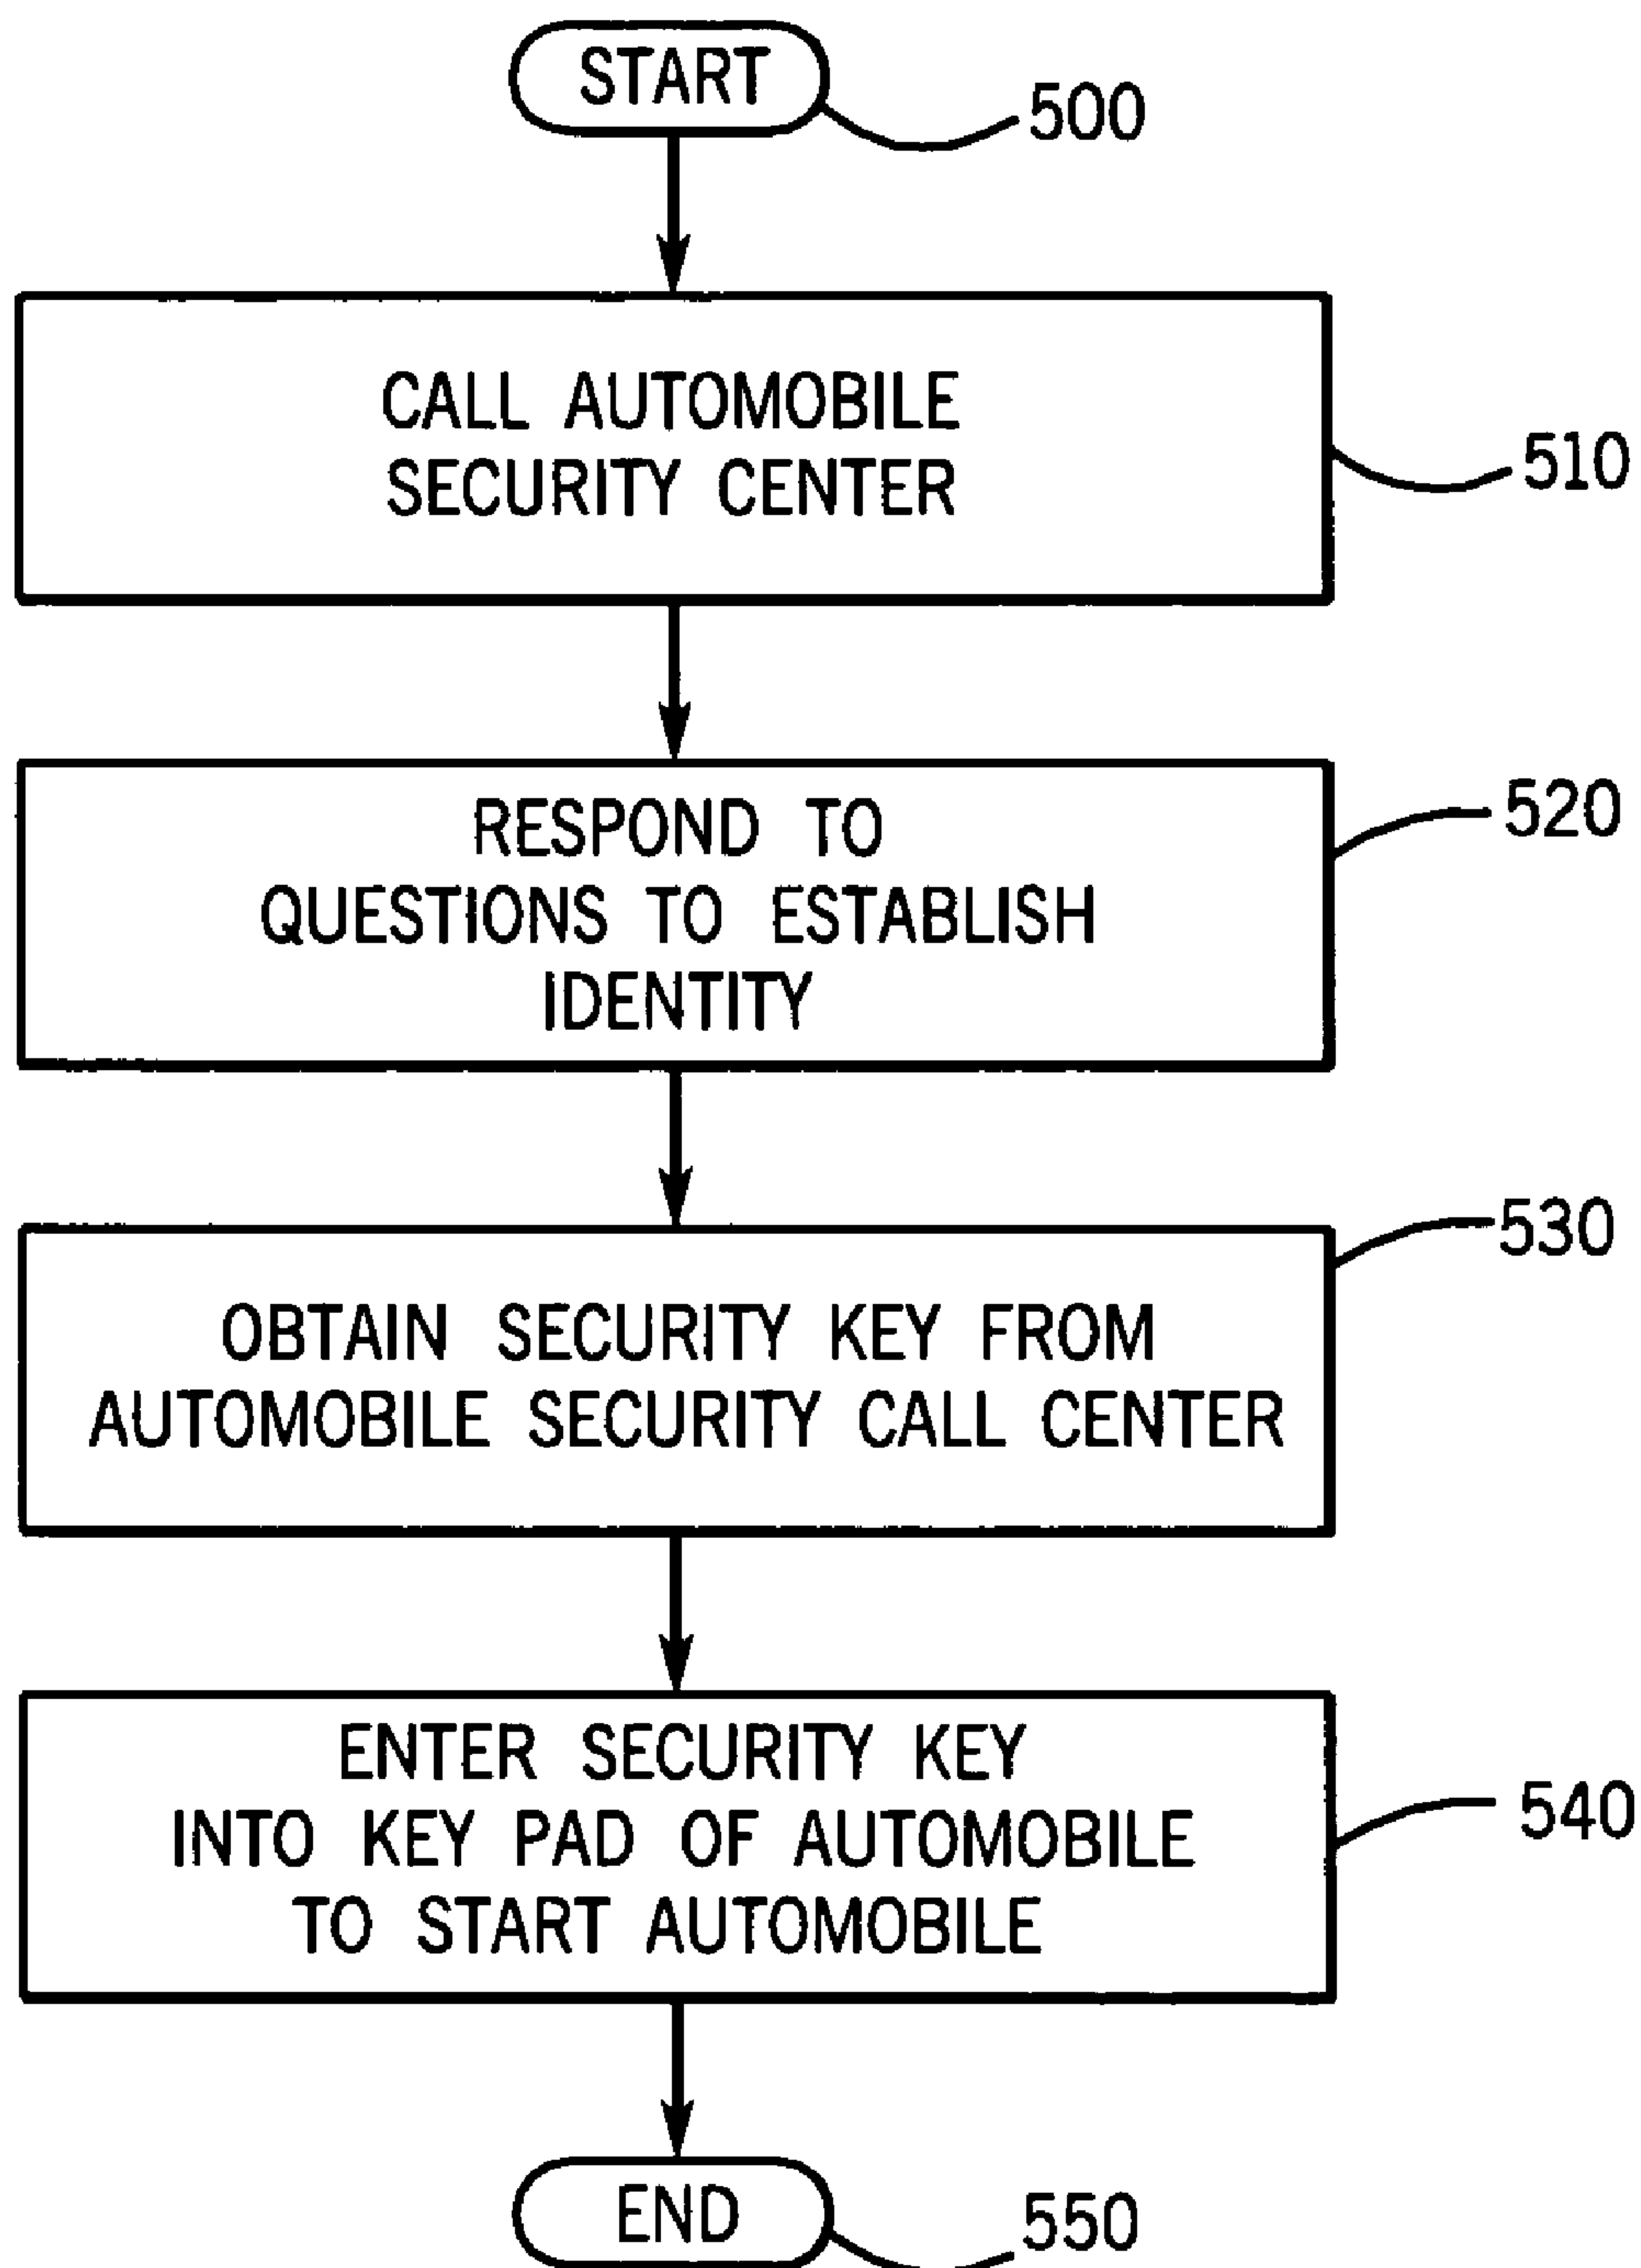 START
500
CALL AUTOMOBILE
SECURITY CENTER
510
RESPOND TO
QUESTIONS TO ESTABLISH
IDENTITY
520
OBTAIN SECURITY KEY FROM
AUTOMOBILE SECURITY CALL CENTER
530
ENTER SECURITY KEY
INTO KEY PAD OF AUTOMOBILE
TO START AUTOMOBILE
540
END
550